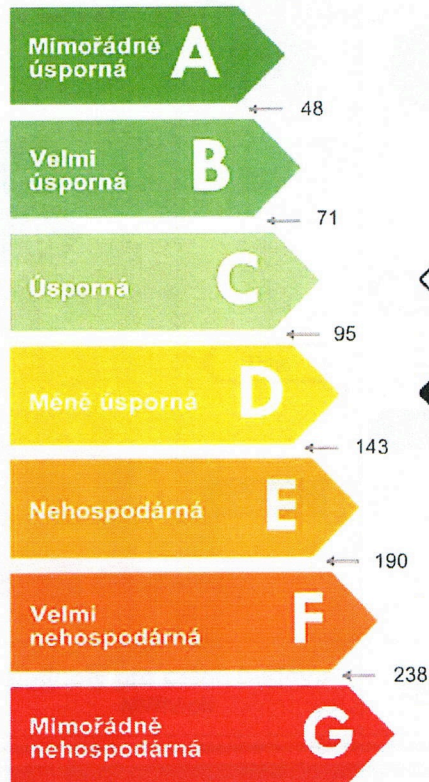 Mimořádně
úsporná
A
48
Velmi
úsporná
B
71
Úsporná
C
95
Méně úsporná
D
143
Nehospodárná
E
190
Velmi
nehospodárná
F
238
Mimořádně
nehospodárná
G